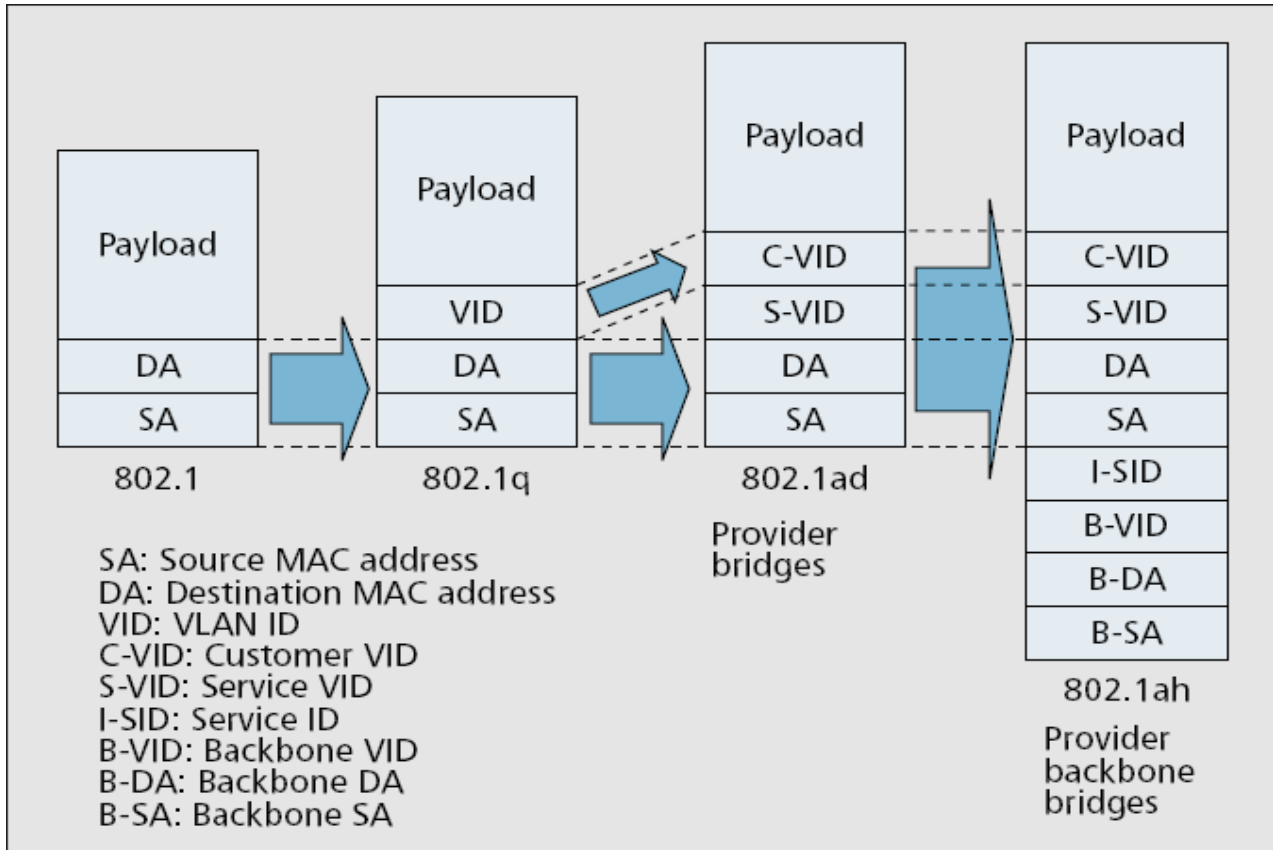 Payload
DA
SA
802.1
Payload
VID
DA
SA
802.1q
Payload
C-VID
S-VID
DA
SA
802.1ad
Provider
bridges
Payload
C-VID
S-VID
DA
SA
I-SID
B-VID
B-DA
B-SA
802.1ah
Provider
backbone
bridges
SA: Source MAC address
DA: Destination MAC address
VID: VLAN ID
C-VID: Customer VID
S-VID: Service VID
I-SID: Service ID
B-VID: Backbone VID
B-DA: Backbone DA
B-SA: Backbone SA